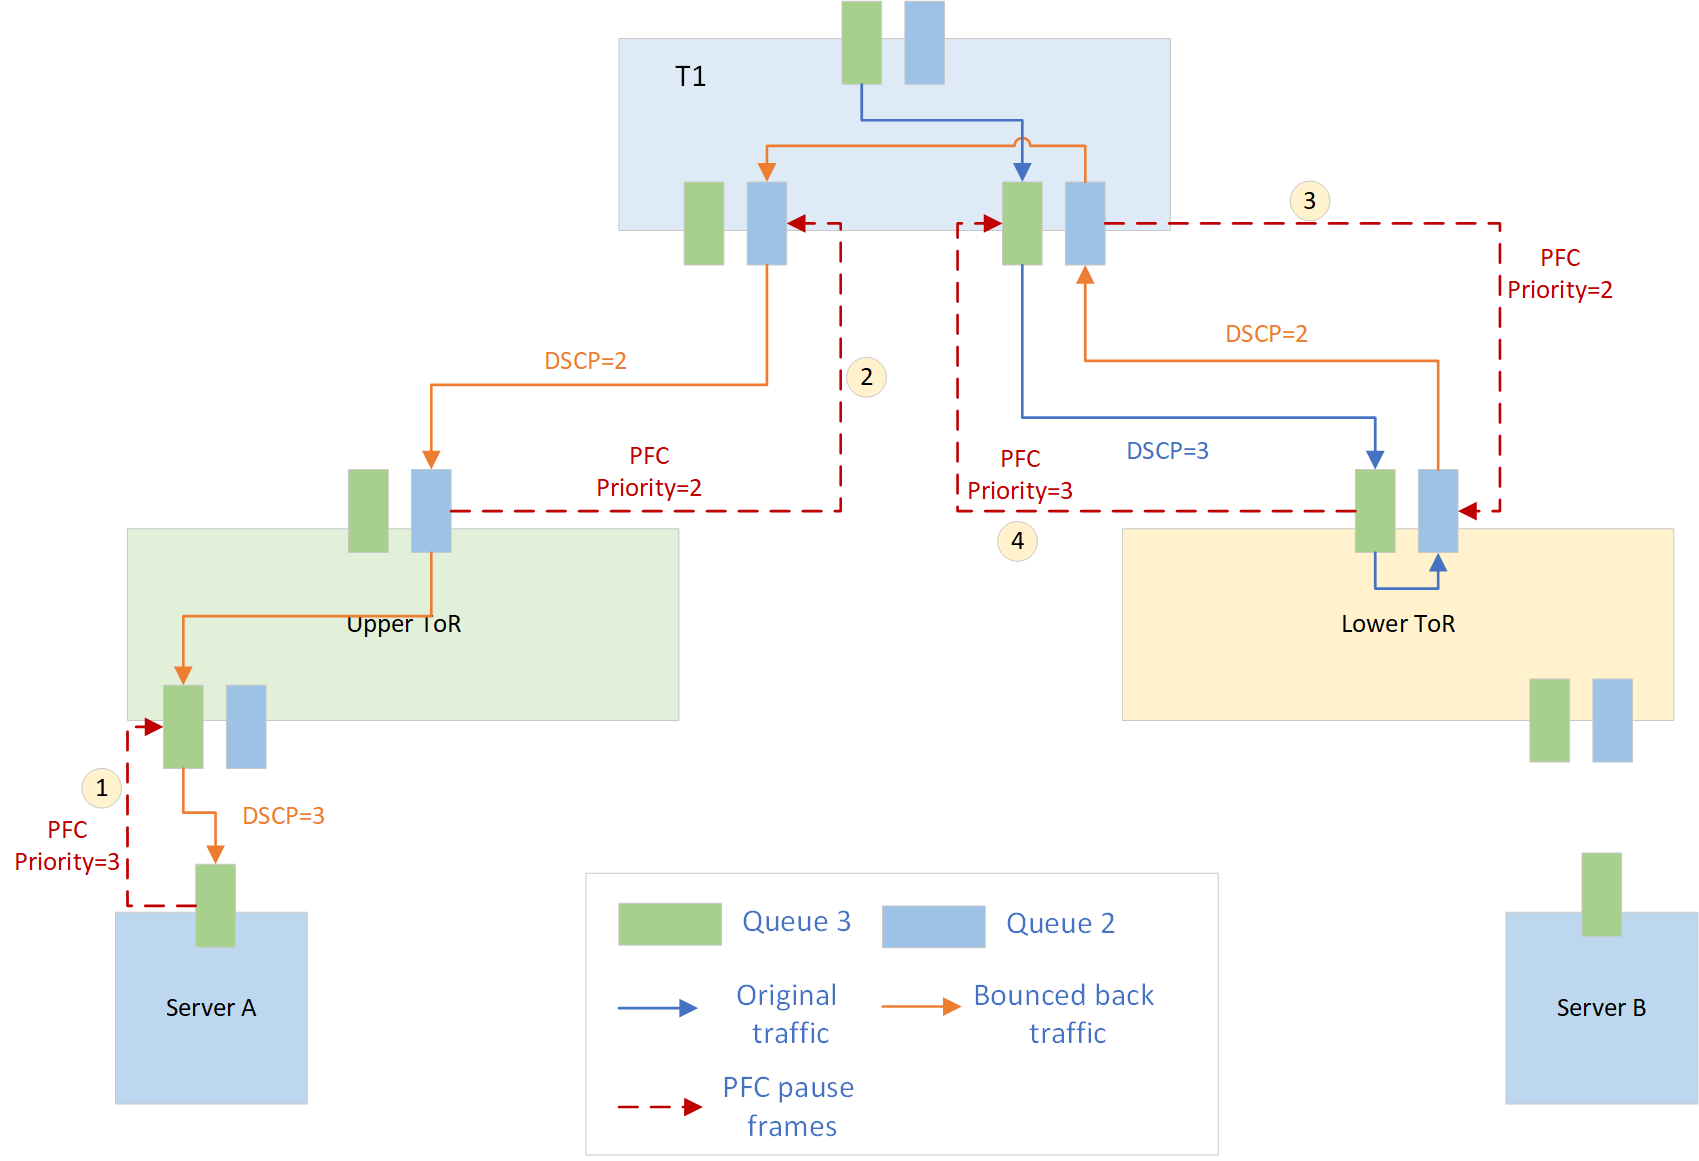 T1
3
PFC
Priority=2
DSCP=2
DSCP=2
2
PFC
Priority=2
PFC
Priority=3
DSCP=3
4
Upper ToR
Lower ToR
1
DSCP=3
PFC
Priority=3
Queue 3
Queue 2
Original
traffic
Bounced back
traffic
PFC pause
frames
Server A
Server B